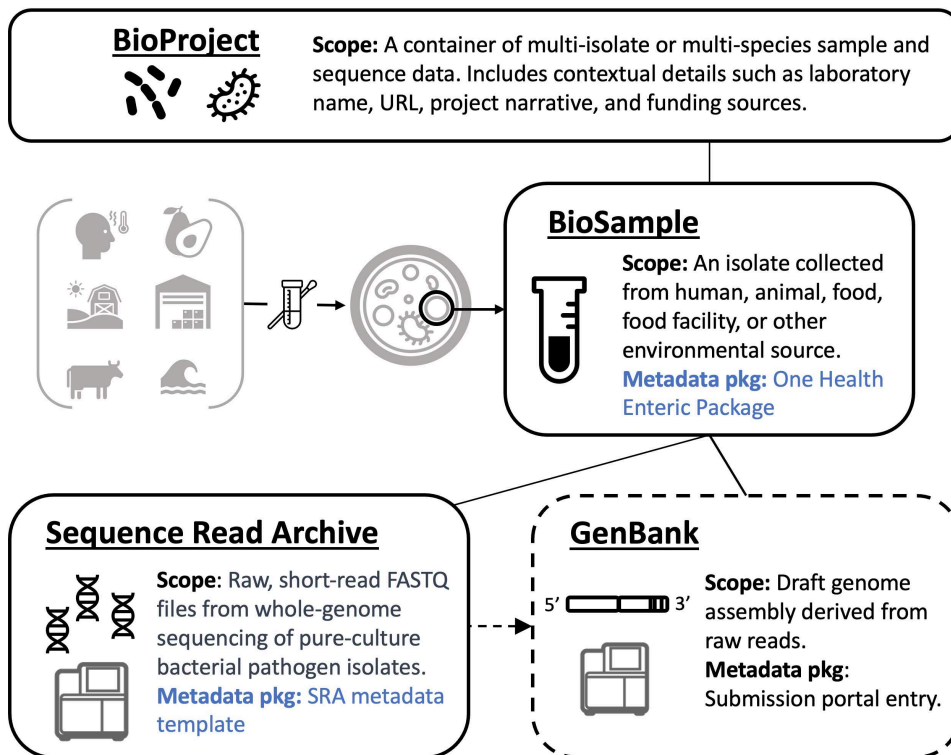 BioProject
Scope: A container of multi-isolate or multi-species sample and
sequence data. Includes contextual details such as laboratory
name, URL, project narrative, and funding sources.
BioSample
Scope: An isolate collected
from human, animal, food,
food facility, or other
environmental source.
Metadata pkg: One Health
Enteric Package
Sequence Read Archive
Scope: Raw, short-read FASTQ
files from whole-genome
sequencing of pure-culture
bacterial pathogen isolates.
Metadata pkg: SRA metadata
template
GenBank
5’ 3’
Scope: Draft genome
assembly derived from
raw reads.
Metadata pkg:
Submission portal entry.